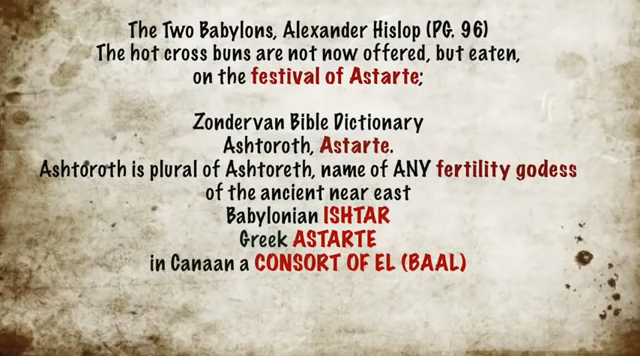 The Two Babylons, Alexander Hislop (PG. 96)
The hot cross buns are not now offered, but eaten,
on the festival of Astarte;
Zondervan Bible Dictionary
Ashtoroth, Astarte.
Ashtoroth is plural of Ashtoreth, name of ANY fertility godess
of the ancient near east
Babylonian ISHTAR
Greek ASTARTE
in Canaan a CONSORT OF EL (BAAL)